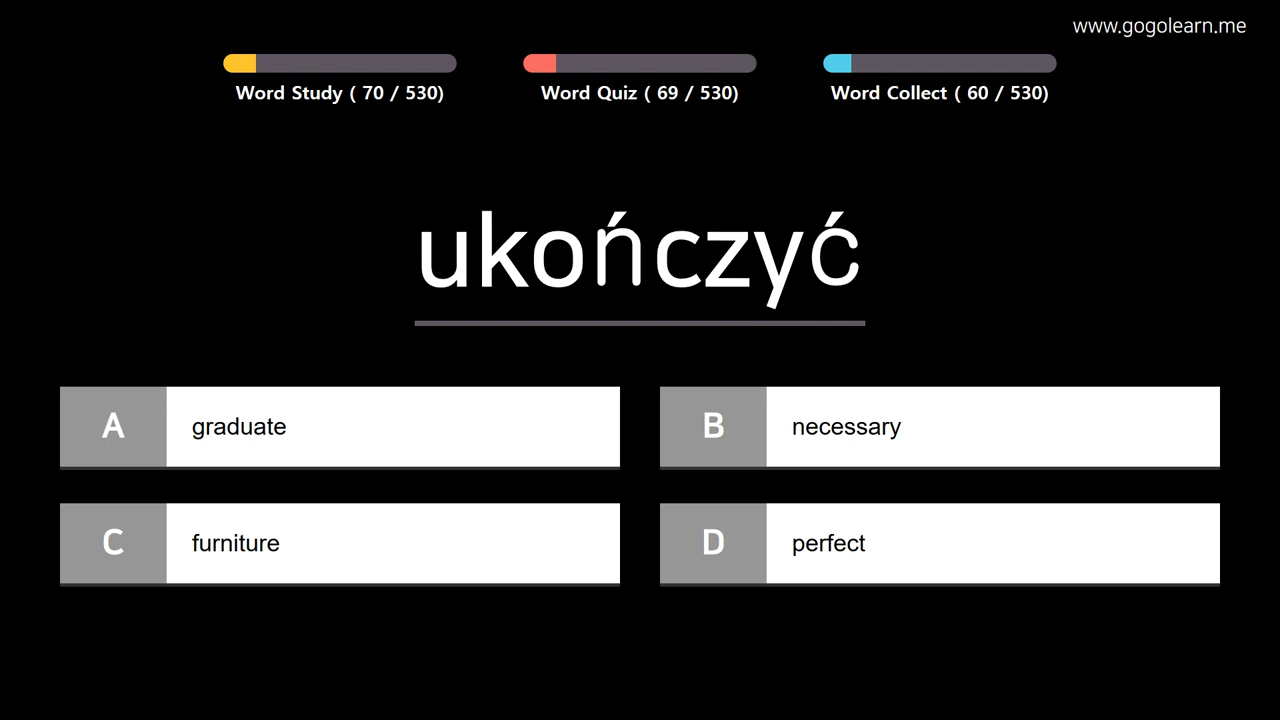 www.gogolearn.me
Word Study ( 70 / 530)
Word Quiz ( 69 / 530)
Word Collect ( 60 / 530)
ukończyć
A graduate
B necessary
C furniture
D perfect